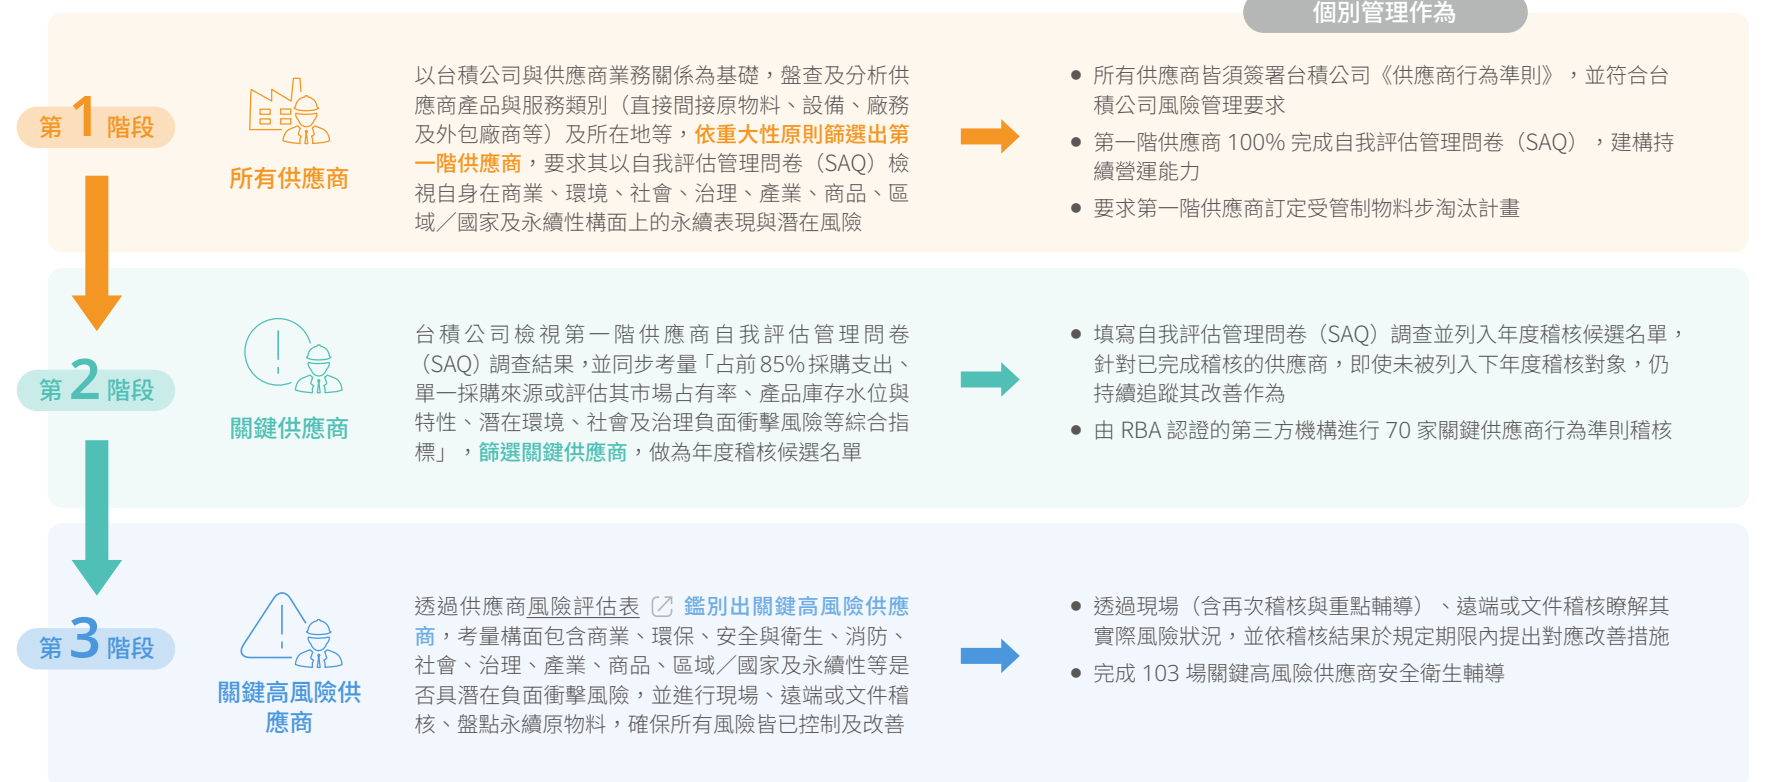 個別管理作為
第 1 階段
所有供應商
以台積公司與供應商業務關係為基礎，盤查及分析供
應商產品與服務類別（直接間接原物料、設備、廠務
及外包廠商等）及所在地等，依重大性原則篩選出第
一階供應商，要求其以自我評估管理問卷（SAQ）檢
視自身在商業、環境、社會、治理、產業、商品、區
域／國家及永續性構面上的永續表現與潛在風險
● 所有供應商皆須簽署台積公司《供應商行為準則》，並符合台
積公司風險管理要求
● 第一階供應商 100% 完成自我評估管理問卷（SAQ），建構持
續營運能力
● 要求第一階供應商訂定受管制物料步淘汰計畫
第 2 階段
關鍵供應商
台積公司檢視第一階供應商自我評估管理問卷
（SAQ）調查結果，並同步考量「占前 85% 採購支出、
單一採購來源或評估其市場占有率、產品庫存水位與
特性、潛在環境、社會及治理負面衝擊風險等綜合指
標」，篩選關鍵供應商，做為年度稽核候選名單
● 填寫自我評估管理問卷（SAQ）調查並列入年度稽核候選名單，
針對已完成稽核的供應商，即使未被列入下年度稽核對象，仍
持續追蹤其改善作為
● 由 RBA 認證的第三方機構進行 70 家關鍵供應商行為準則稽核
第 3 階段
關鍵高風險供
應商
透過供應商風險評估表 鑑別出關鍵高風險供應
商，考量構面包含商業、環保、安全與衛生、消防、
社會、治理、產業、商品、區域／國家及永續性等是
否具潛在負面衝擊風險，並進行現場、遠端或文件稽
核、盤點永續原物料，確保所有風險皆已控制及改善
● 透過現場（含再次稽核與重點輔導）、遠端或文件稽核瞭解其
實際風險狀況，並依稽核結果於規定期限內提出對應改善措施
● 完成 103 場關鍵高風險供應商安全衛生輔導